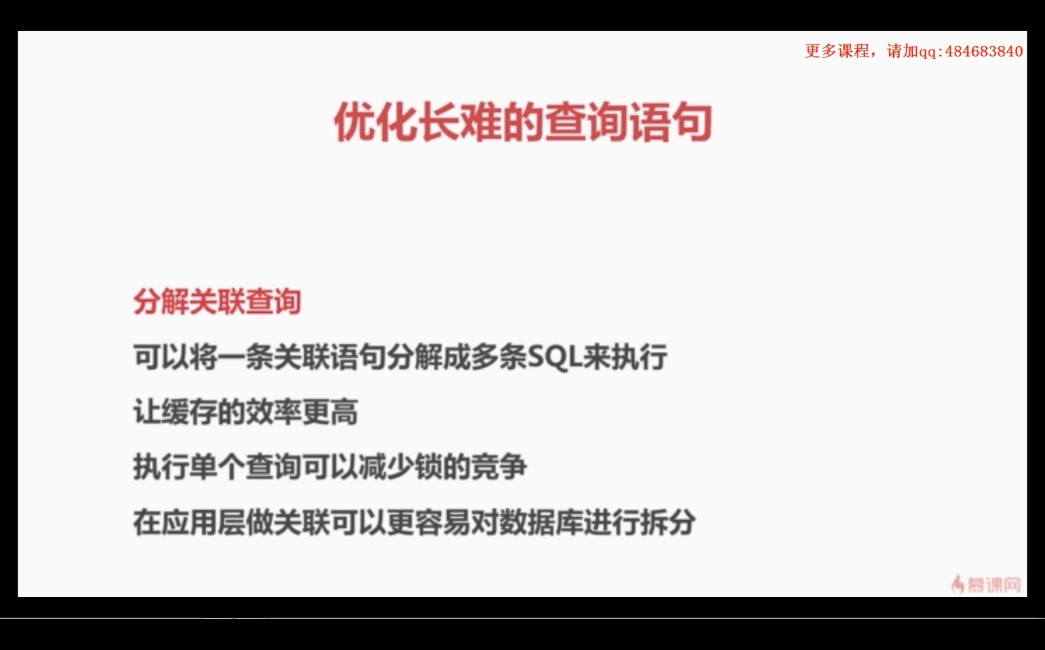 更多课程，请加qq:484683840
优化长难的查询语句
分解关联查询
可以将一条关联语句分解成多条SQL来执行
让缓存的效率更高
执行单个查询可以减少锁的竞争
在应用层做关联可以更容易对数据库进行拆分
慕课网